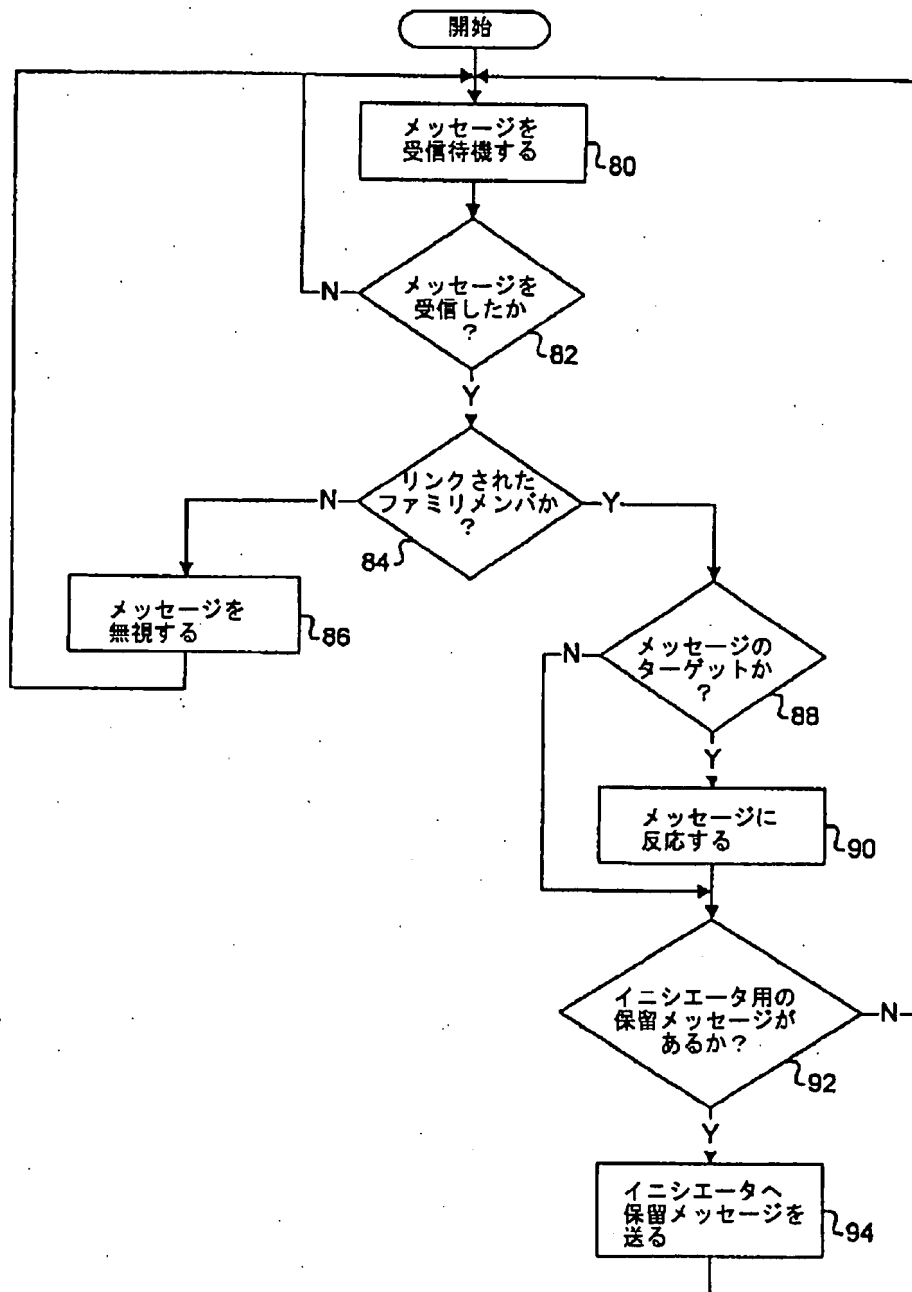 開始
メッセージを
受信待機する
80
メッセージを
受信したか
?
82
N
Y
リンクされた
ファミリメンバか
?
84
N
Y
メッセージを
無視する
86
メッセージの
ターゲットか
?
88
N
Y
メッセージに
反応する
90
イニシエータ用の
保留メッセージが
あるか?
92
N
Y
イニシエータへ
保留メッセージを
送る
94